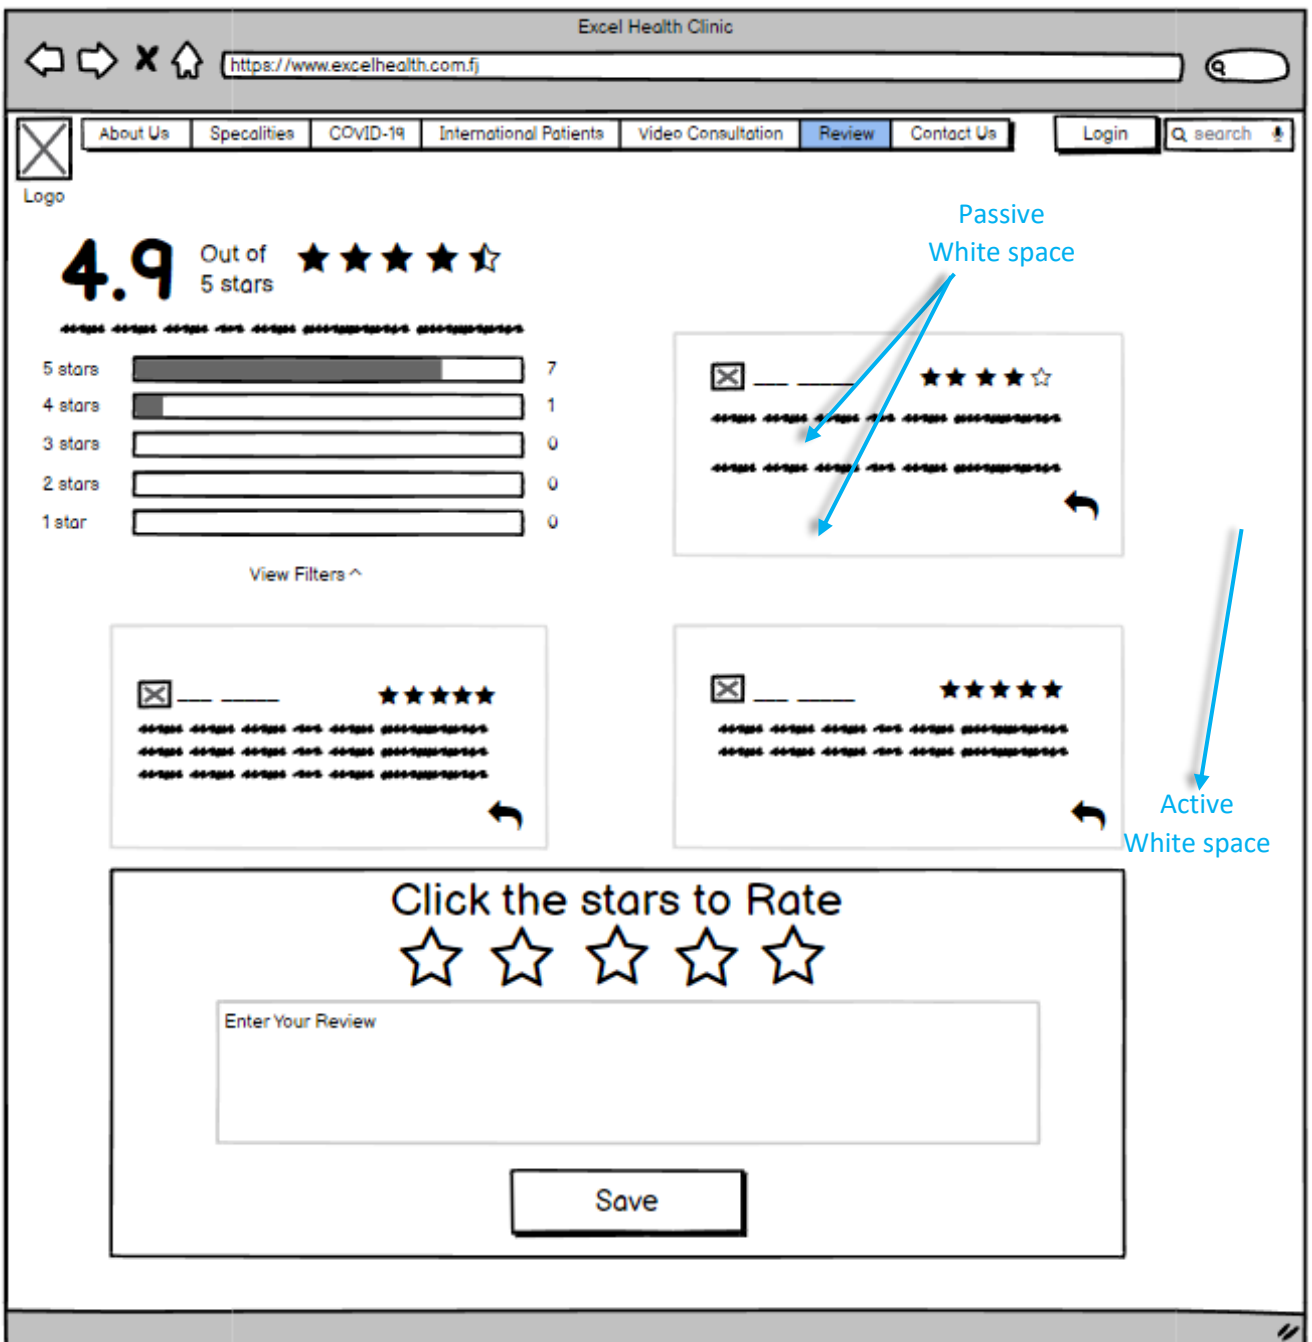 Excel Health Clinic
https://www.excelhealth.com.fj
About Us Specalities COVID-19 International Patients Video Consultation Review Contact Us Login search
Logo
Passive
White space
4.9 Out of
5 stars
5 stars 7
4 stars 1
3 stars 0
2 stars 0
1 star 0
View Filters ^
Active
White space
Click the stars to Rate
Enter Your Review
Save